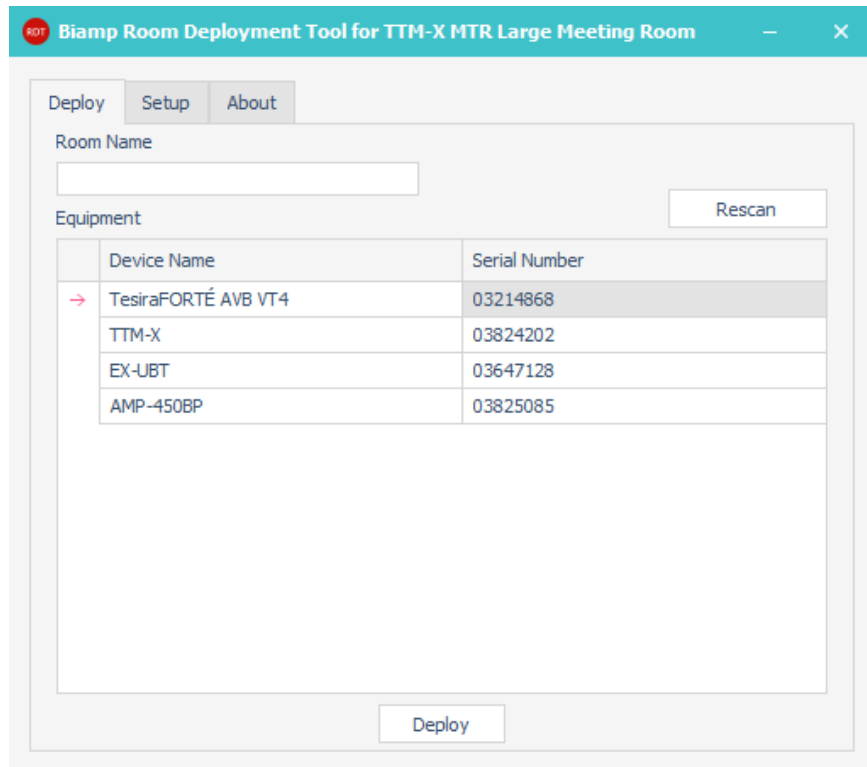 RDT Biamp Room Deployment Tool for TTM-X MTR Large Meeting Room
Deploy Setup About
Room Name
Rescan
Equipment
Device Name Serial Number
TesiraFORTÉ AVB VT4 03214868
TTM-X 03824202
EX-UBT 03647128
AMP-450BP 03825085
Deploy